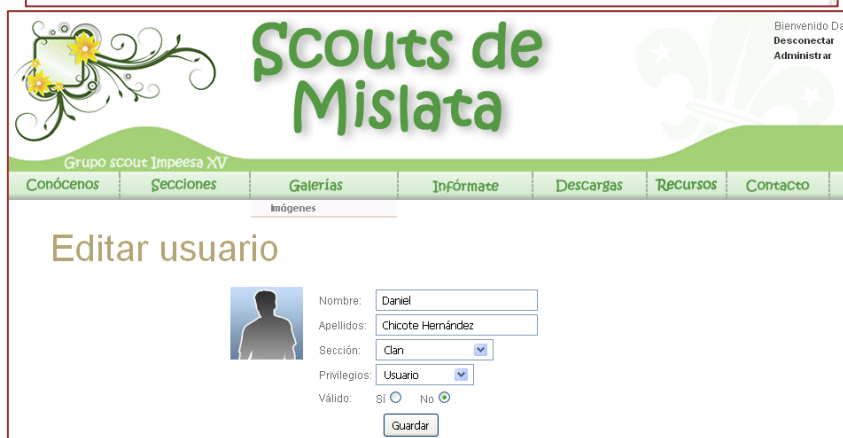 Scouts de
Mislata
Bienvenido Da
Desconectar
Administrar
Grupo scout Impeesa XV
Conócenos Secciones Galerías Infórmate Descargas Recursos Contacto
Imágenes
Editar usuario
Nombre: Daniel
Apellidos: Chicote Hernández
Sección: Clan
Privilegios: Usuario
Válido: Sí No
Guardar